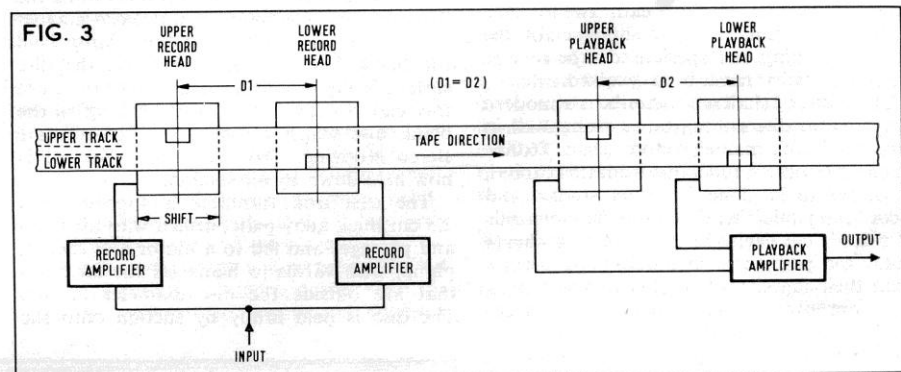 FIG. 3
UPPER
RECORD
HEAD
LOWER
RECORD
HEAD
UPPER
PLAYBACK
HEAD
LOWER
PLAYBACK
HEAD
D1
(D1 = D2)
D2
UPPER TRACK
LOWER TRACK
TAPE DIRECTION
SHIFT
RECORD
AMPLIFIER
RECORD
AMPLIFIER
PLAYBACK
AMPLIFIER
OUTPUT
INPUT